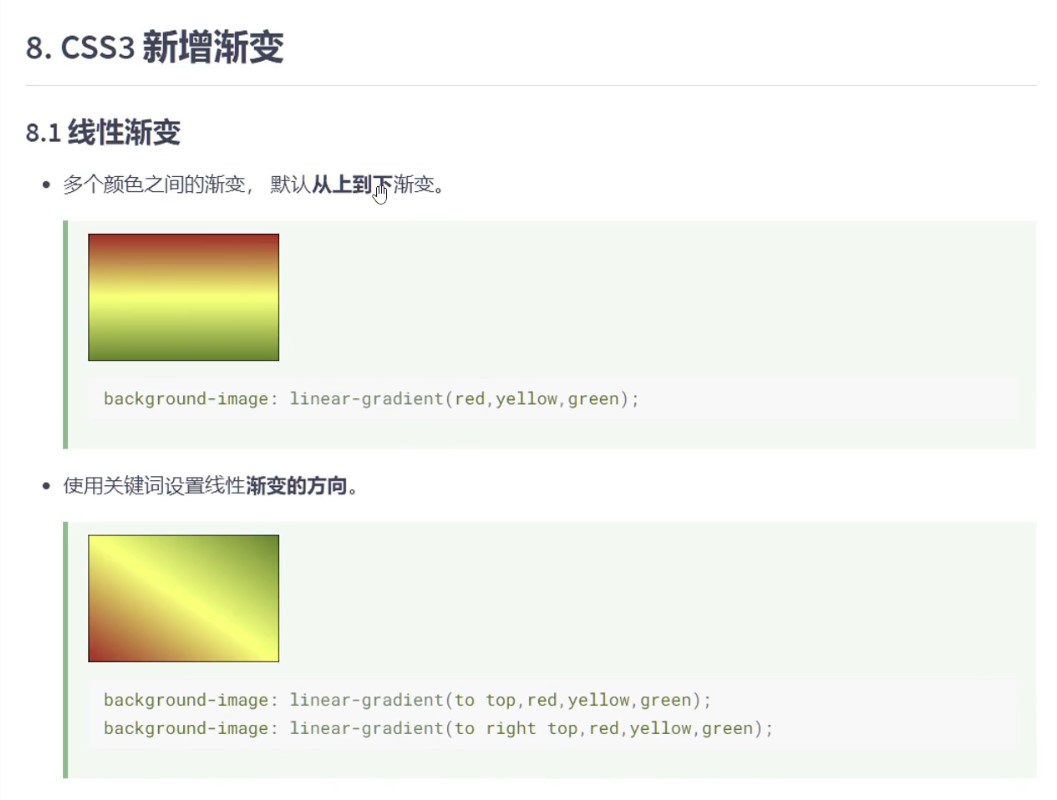 8. CSS3 新增渐变
8.1 线性渐变
多个颜色之间的渐变， 默认从上到下渐变。
background-image: linear-gradient(red,yellow,green);
使用关键词设置线性渐变的方向。
background-image: linear-gradient(to top,red,yellow,green);
background-image: linear-gradient(to right top,red,yellow,green);